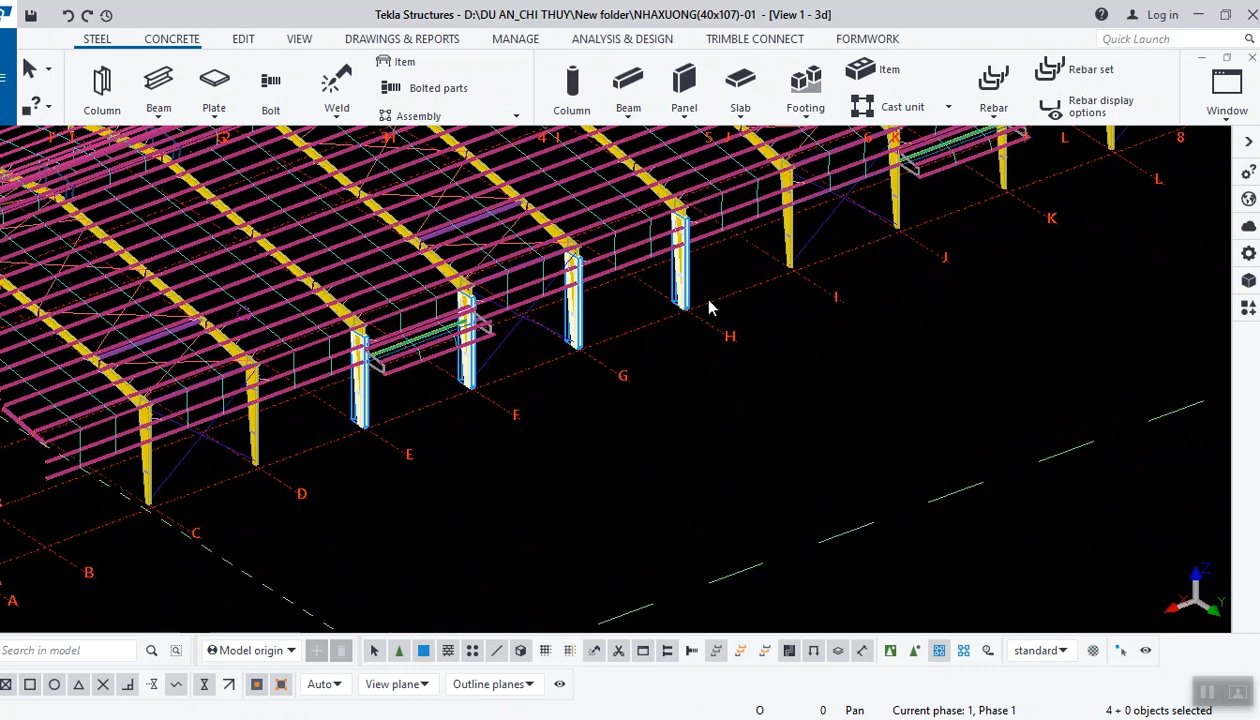 Tekla Structures - D:\DU AN_CHI THUY\New folder\NHAXUONG(40x107)-01 - [View 1 - 3d]
Log in
STEEL CONCRETE EDIT VIEW DRAWINGS & REPORTS MANAGE ANALYSIS & DESIGN TRIMBLE CONNECT FORMWORK
Quick Launch
Column Beam Plate Bolt Weld
Item
Bolted parts
Assembly
Column Beam Panel Slab Footing
Item
Cast unit
Rebar
Rebar set
Rebar display
options
Window
4 I 5 J 6 K L 8
L
K
J
I
H
G
F
E
D
C
B
A
Z
X
Y
Search in model
Model origin
standard
Auto View plane Outline planes
O 0 Pan Current phase: 1, Phase 1 4 + 0 objects selected